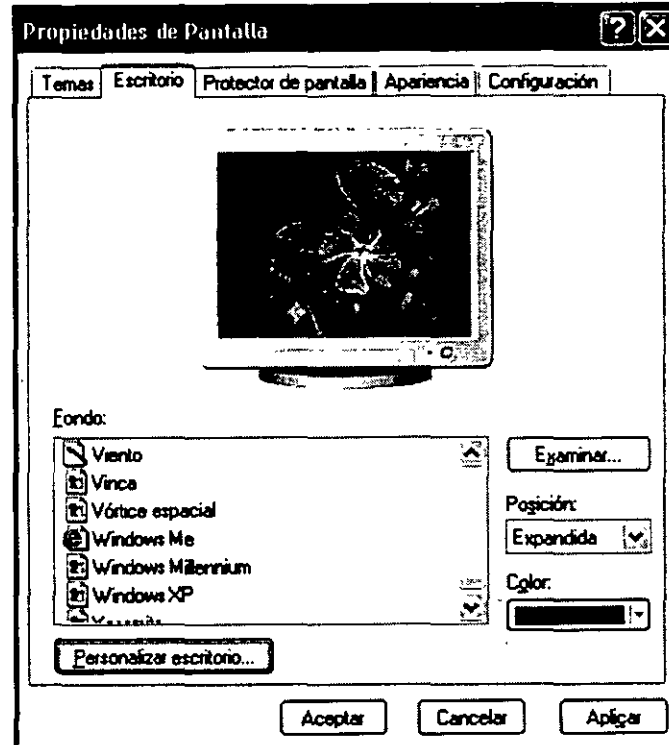 Propiedades de Pantalla
Temas Escritorio Protector de pantalla Apariencia Configuración
Fondo:
Viento
Vinca
Vórtice espacial
Windows Me
Windows Millennium
Windows XP
Examinar...
Posición:
Expandida
Color:
Personalizar escritorio...
Aceptar Cancelar Aplicar